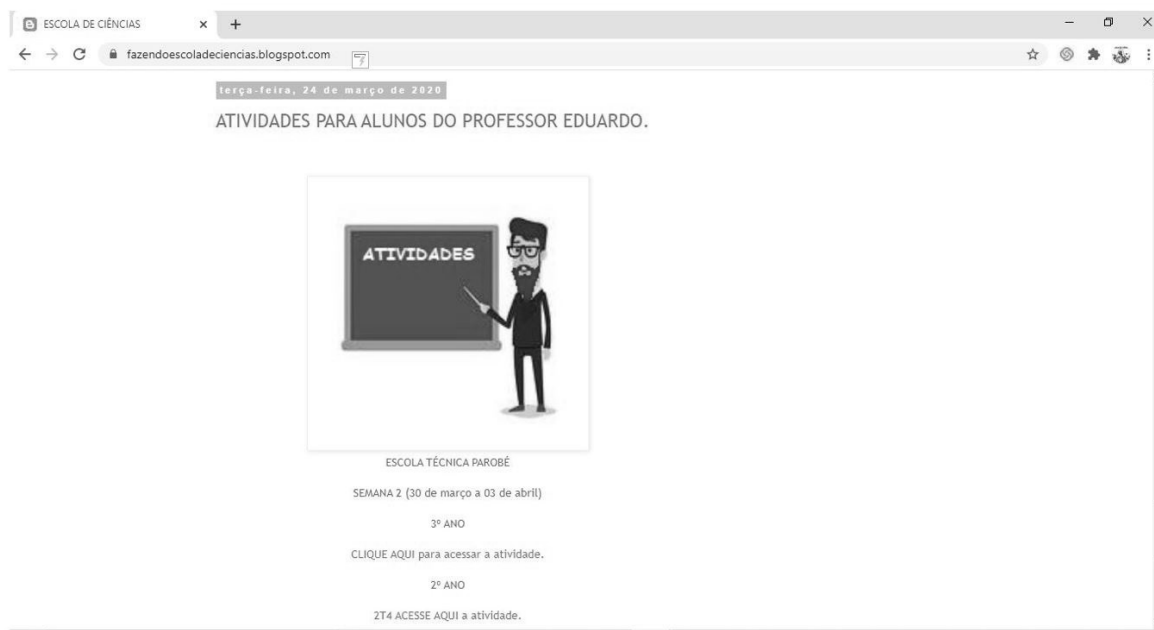 ESCOLA DE CIÊNCIAS
fazendoescoladeciencias.blogspot.com
terça-feira, 24 de março de 2020
ATIVIDADES PARA ALUNOS DO PROFESSOR EDUARDO.
ATIVIDADES
ESCOLA TÉCNICA PAROBÉ
SEMANA 2 (30 de março a 03 de abril)
3º ANO
CLIQUE AQUI para acessar a atividade.
2º ANO
2T4 ACESSE AQUI a atividade.